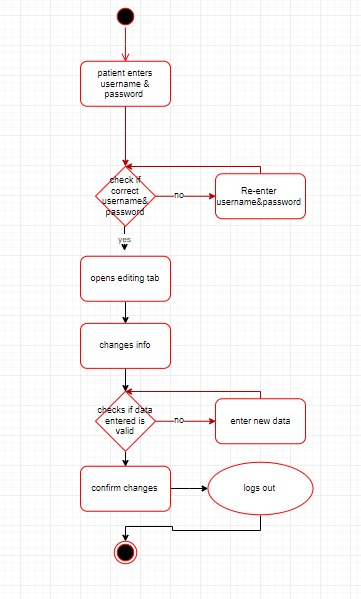 patient enters
username &
password
check if
correct
username&
password
no
Re-enter
username&password
yes
opens editing tab
changes info
checks if data
entered is
valid
no
enter new data
confirm changes
logs out